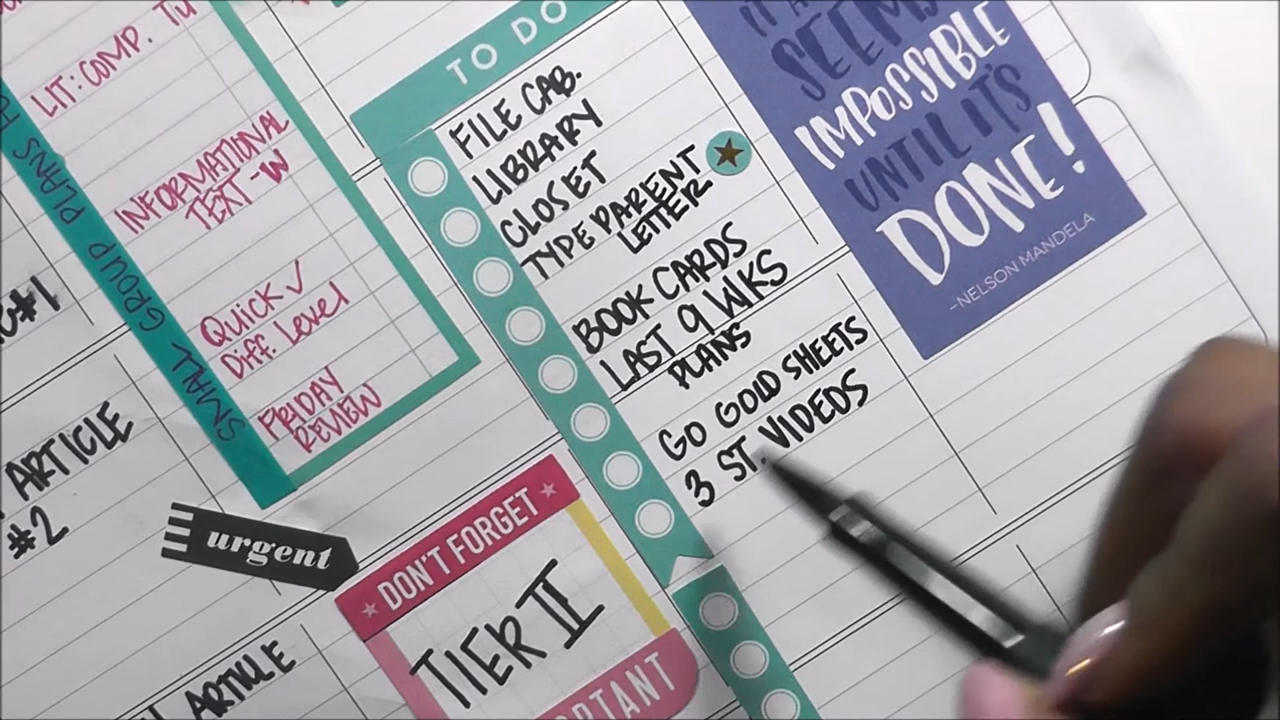 LIT: COMP.
INFORMATIONAL
TEXT - W
Quick ✓
Diff. Level
FRIDAY
REVIEW
SMALL GROUP PLANS
#1
ARTICLE
#2
ARTICLE
urgent
TO DO
FILE CAB.
LIBRARY
CLOSET
TYPE PARENT
LETTER
BOOK CARDS
LAST 9 WKS
PLANS
GO GOLD SHEETS
3 ST. VIDEOS
DON'T FORGET
TIER II
SEEMS
IMPOSSIBLE
UNTIL IT'S
DONE!
-NELSON MANDELA